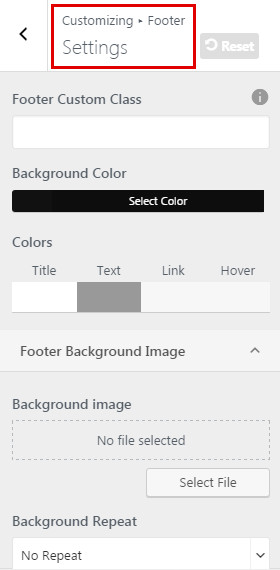 Customizing ▸ Footer
Settings
Reset
Footer Custom Class
Background Color
Select Color
Colors
Title Text Link Hover
Footer Background Image
Background image
No file selected
Select File
Background Repeat
No Repeat